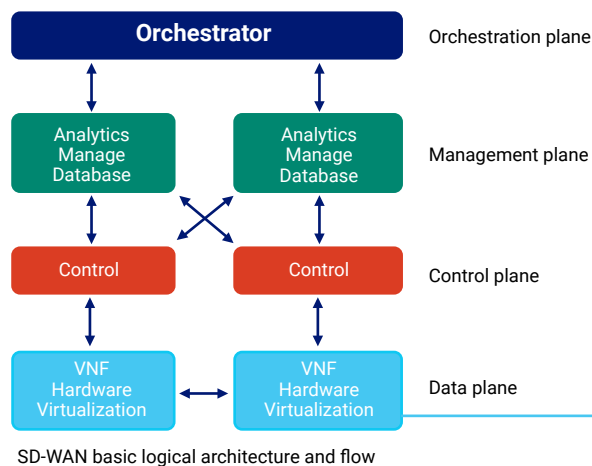 Orchestrator
Orchestration plane
Analytics
Manage
Database
Analytics
Manage
Database
Management plane
Control
Control
Control plane
VNF
Hardware
Virtualization
VNF
Hardware
Virtualization
Data plane
SD-WAN basic logical architecture and flow